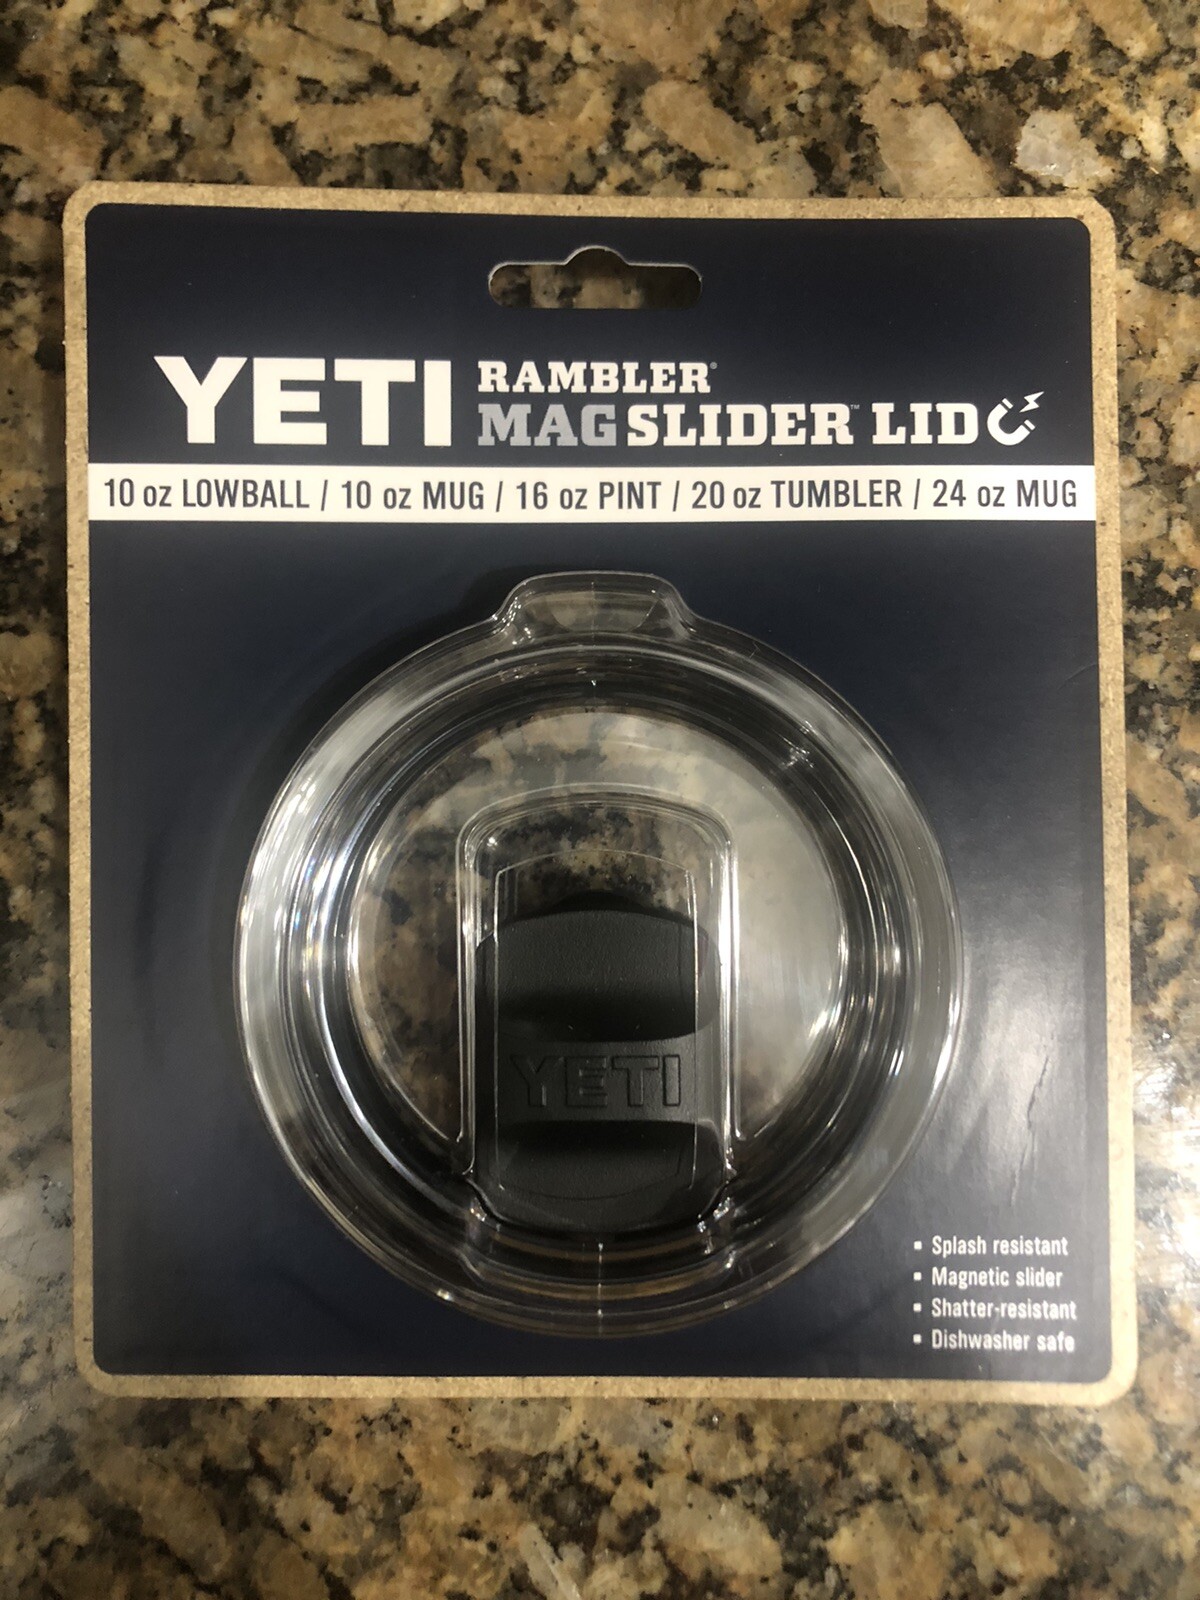 YETI RAMBLER®
MAG SLIDER™ LID
10 oz LOWBALL / 10 oz MUG / 16 oz PINT / 20 oz TUMBLER / 24 oz MUG
YETI
▪ Splash resistant
▪ Magnetic slider
▪ Shatter-resistant
▪ Dishwasher safe